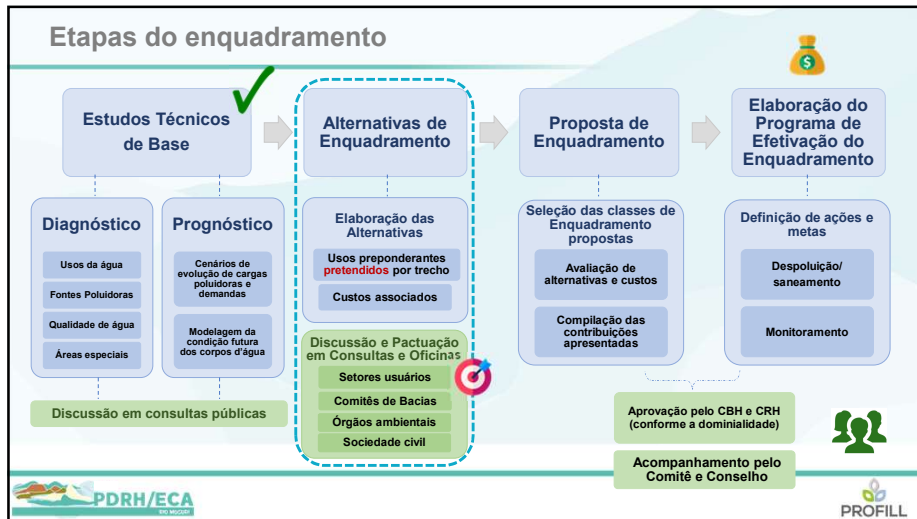 Etapas do enquadramento
$
Estudos Técnicos
de Base
Alternativas de
Enquadramento
Proposta de
Enquadramento
Elaboração do
Programa de
Efetivação do
Enquadramento
Diagnóstico
Usos da água
Fontes Poluidoras
Qualidade de água
Áreas especiais
Prognóstico
Cenários de
evolução de cargas
poluidoras e
demandas
Modelagem da
condição futura
dos corpos d'água
Discussão em consultas públicas
Elaboração das
Alternativas
Usos preponderantes
pretendidos por trecho
Custos associados
Discussão e Pactuação
em Consultas e Oficinas
Setores usuários
Comitês de Bacias
Órgãos ambientais
Sociedade civil
Seleção das classes de
Enquadramento
propostas
Avaliação de
alternativas e custos
Compilação das
contribuições
apresentadas
Definição de ações e
metas
Despoluição/
saneamento
Monitoramento
Aprovação pelo CBH e CRH
(conforme a dominialidade)
Acompanhamento pelo
Comitê e Conselho
PDRH/ECA
PROFILL